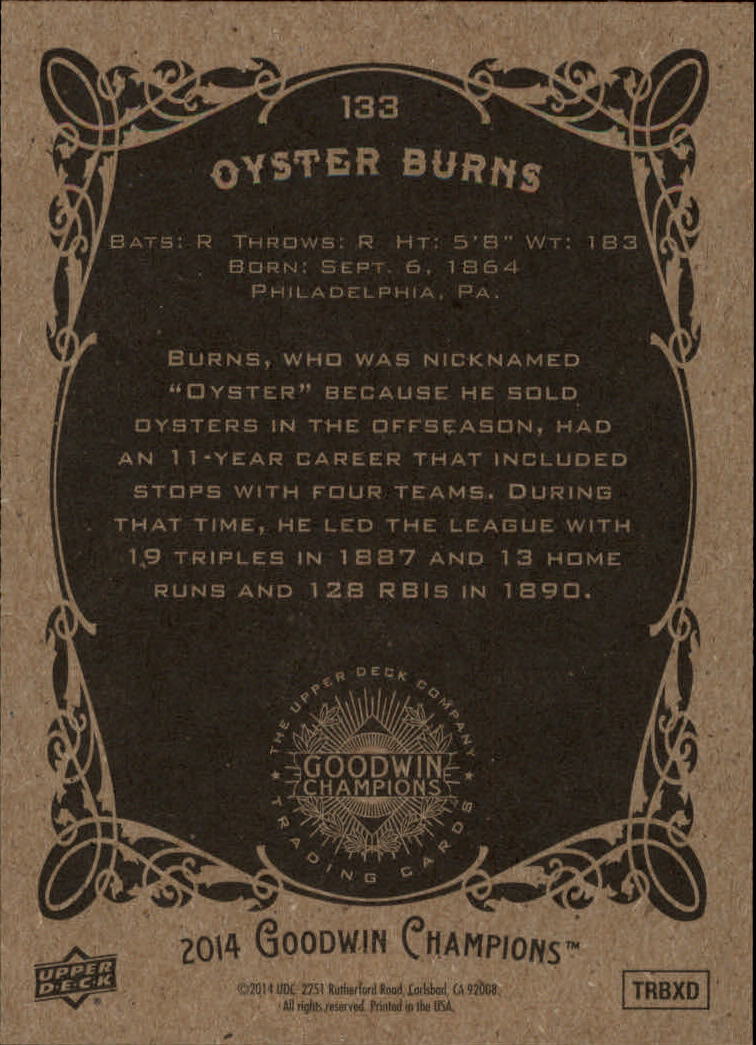 133
OYSTER BURNS
BATS: R THROWS: R HT: 5'8" WT: 183
BORN: SEPT. 6, 1864
PHILADELPHIA, PA.
BURNS, WHO WAS NICKNAMED
"OYSTER" BECAUSE HE SOLD
OYSTERS IN THE OFFSEASON, HAD
AN 11-YEAR CAREER THAT INCLUDED
STOPS WITH FOUR TEAMS. DURING
THAT TIME, HE LED THE LEAGUE WITH
19 TRIPLES IN 1887 AND 13 HOME
RUNS AND 128 RBIS IN 1890.
THE UPPER DECK COMPANY
GOODWIN
CHAMPIONS
TRADING CARDS
2014 GOODWIN CHAMPIONS™
UPPER
D·E·C·K®
©2014 UDC. 2251 Rutherford Road, Carlsbad, CA 92008.
All rights reserved. Printed in the USA.
TRBXD